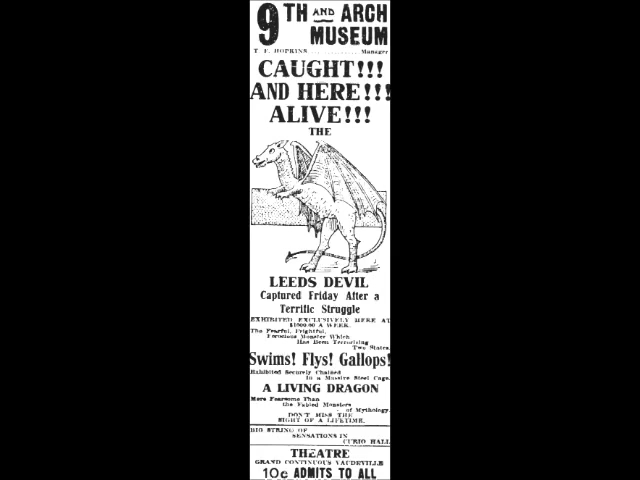 9TH AND ARCH
MUSEUM
T. F. HOPKINS .............. Manager
CAUGHT!!!
AND HERE!!!
ALIVE!!!
THE
LEEDS DEVIL
Captured Friday After a
Terrific Struggle
EXHIBITED EXCLUSIVELY HERE AT
$1000.00 A WEEK
The Fearful, Frightful,
Ferocious Monster Which
Has Been Terrorizing
Two States.
Swims! Flys! Gallops!
Exhibited Securely Chained
in a Massive Steel Cage.
A LIVING DRAGON
More Fearsome Than
the Fabled Monsters
of Mythology.
DON'T MISS THE
SIGHT OF A LIFETIME.
BIG STRING OF
SENSATIONS IN
CURIO HALL
THEATRE
GRAND CONTINUOUS VAUDEVILLE
10c ADMITS TO ALL